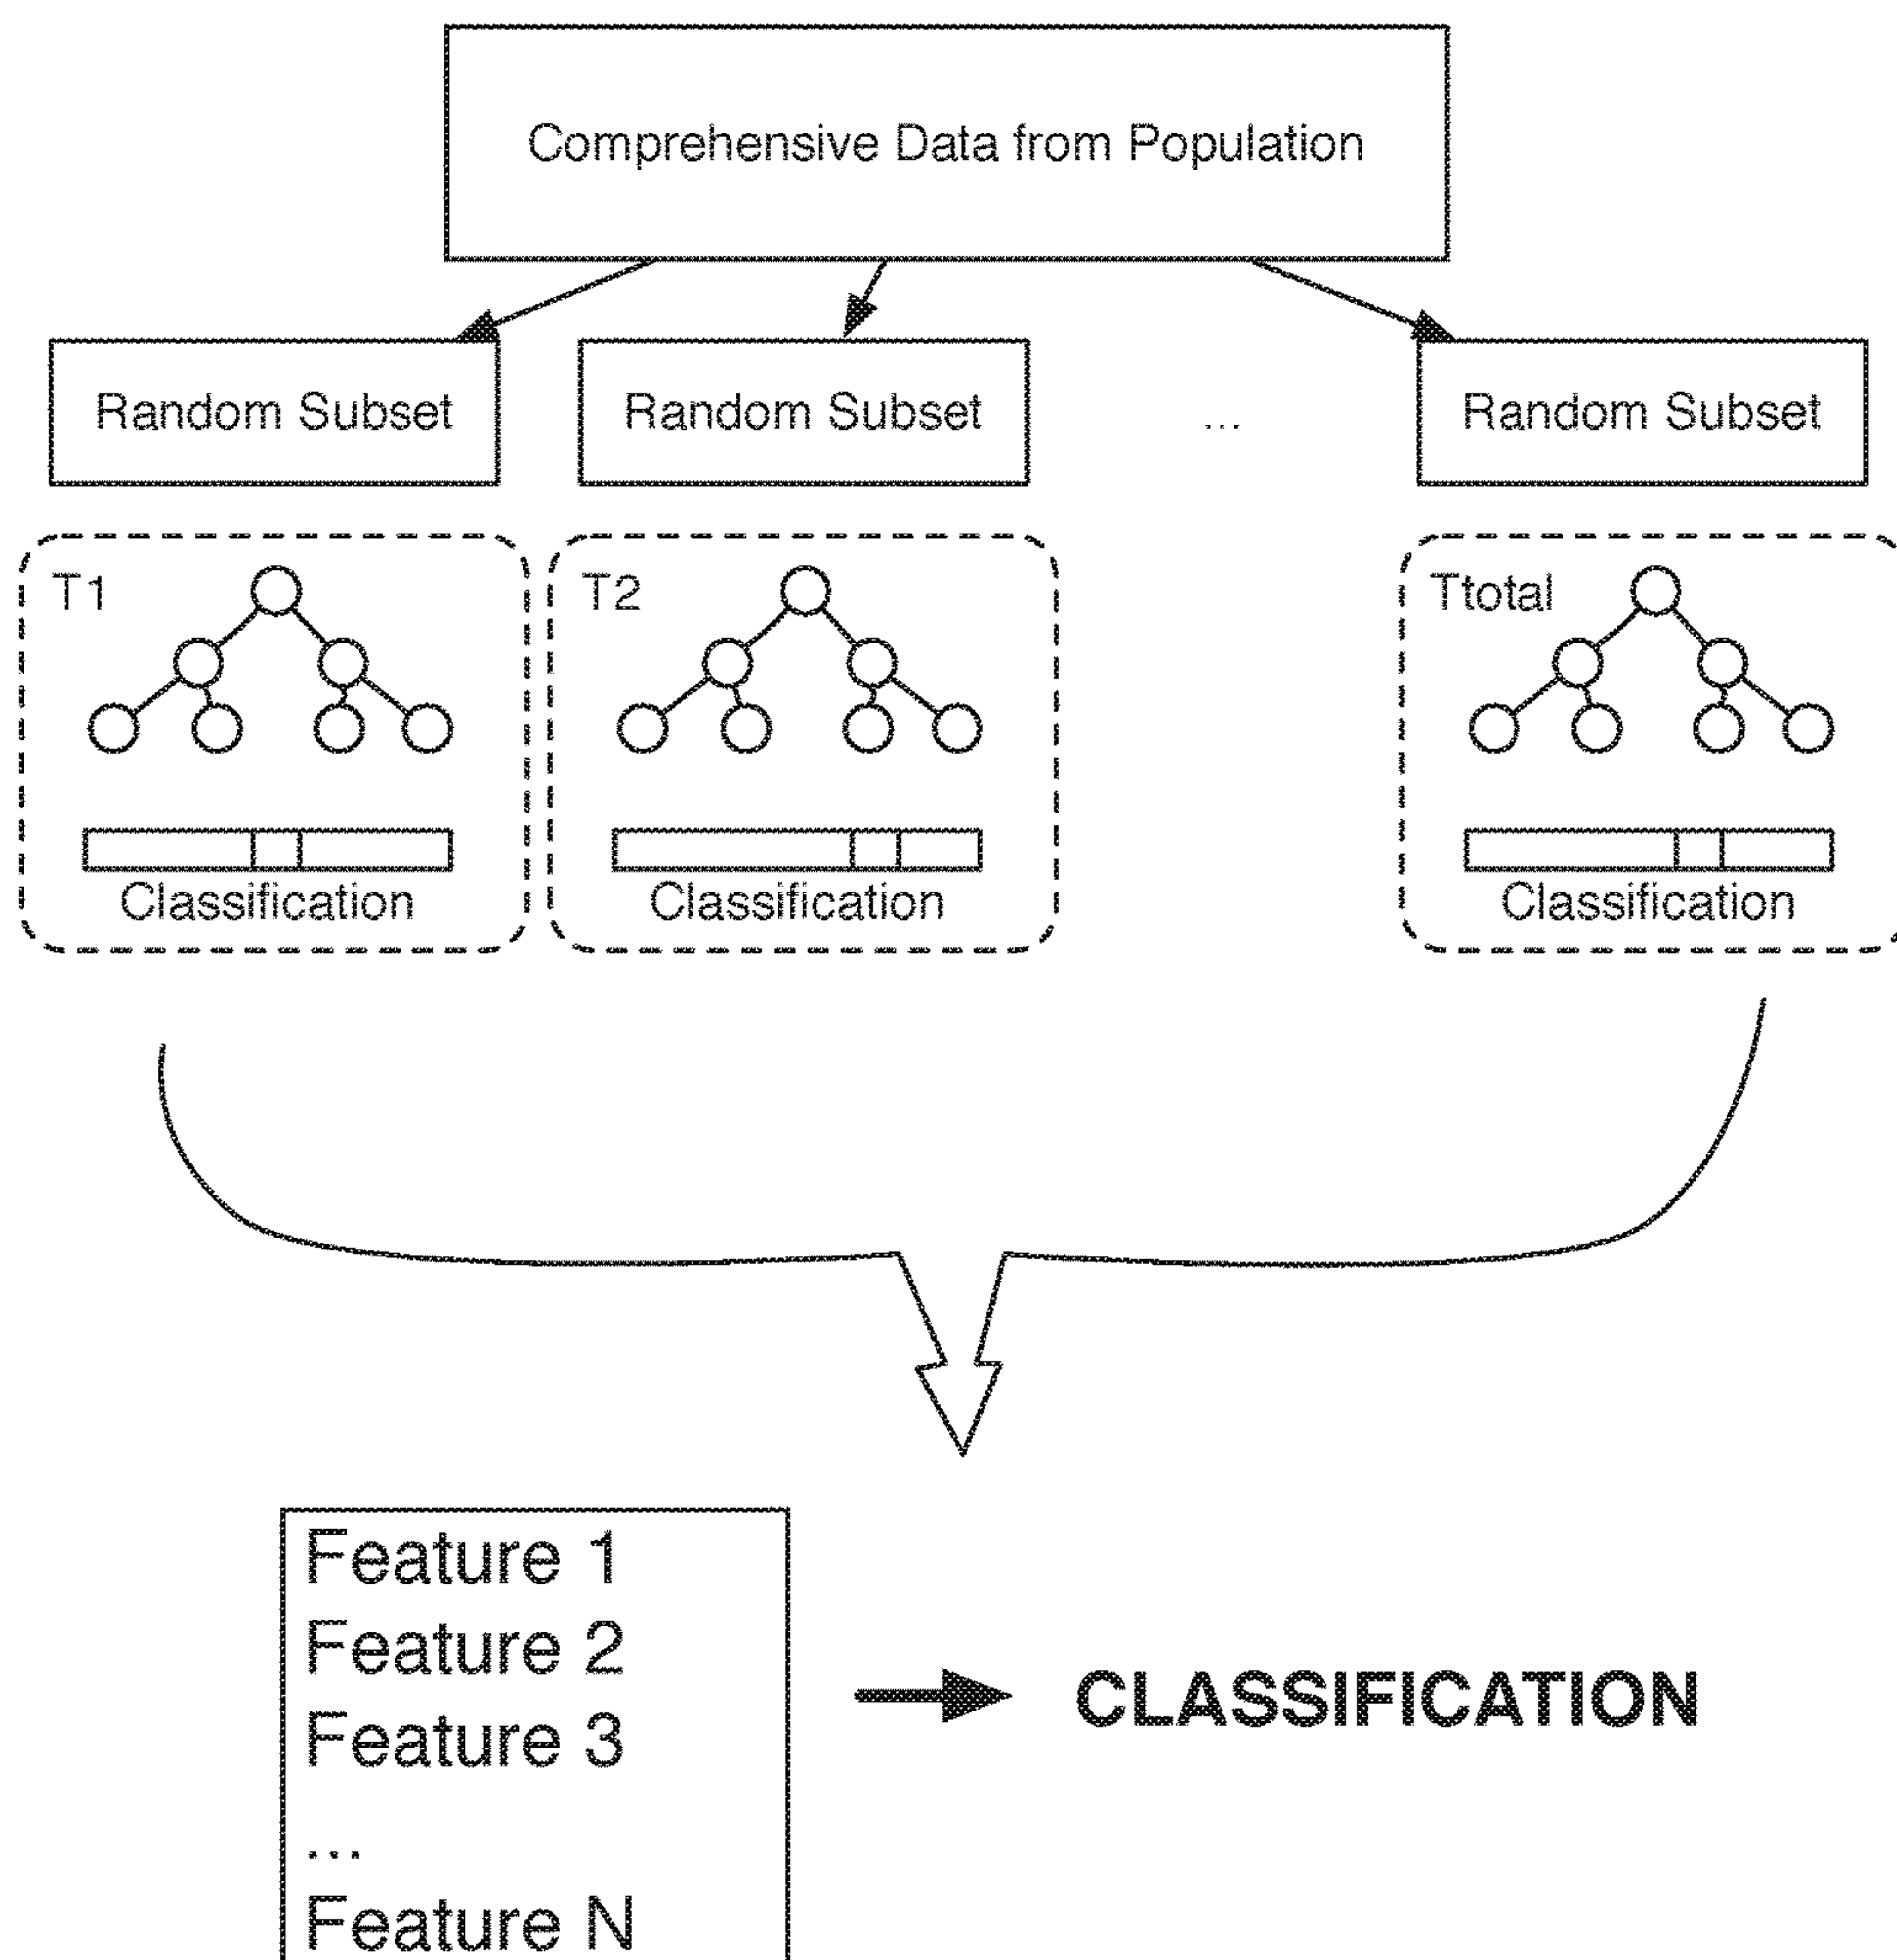 Comprehensive Data from Population
Random Subset
Random Subset
...
Random Subset
T1
Classification
T2
Classification
Ttotal
Classification
Feature 1
Feature 2
Feature 3
...
Feature N
CLASSIFICATION